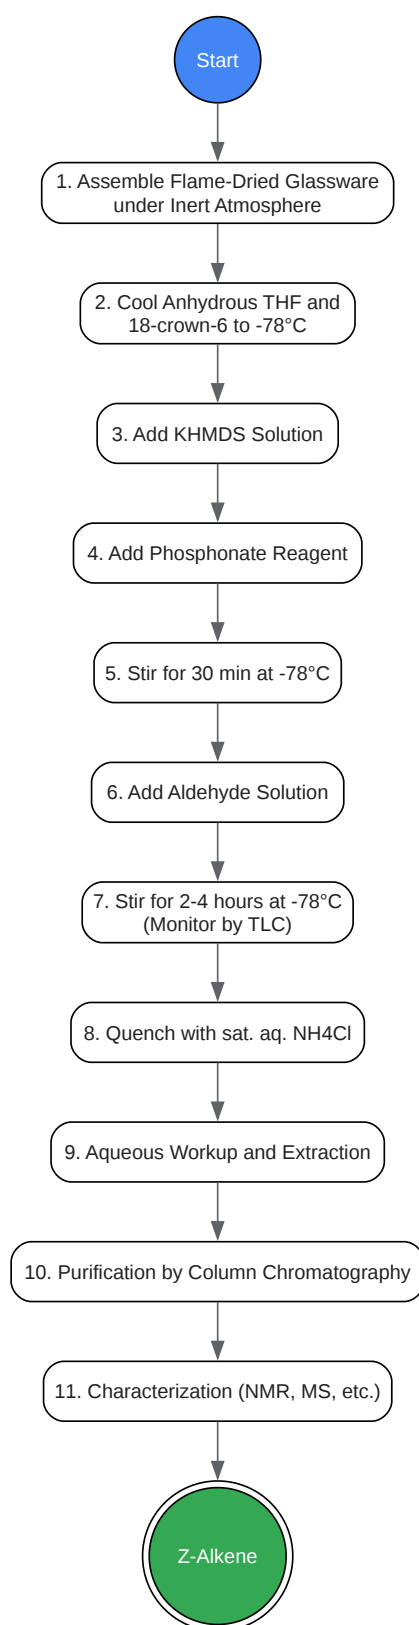 Start
1. Assemble Flame-Dried Glassware
under Inert Atmosphere
2. Cool Anhydrous THF and
18-crown-6 to -78°C
3. Add KHMDS Solution
4. Add Phosphonate Reagent
5. Stir for 30 min at -78°C
6. Add Aldehyde Solution
7. Stir for 2-4 hours at -78°C
(Monitor by TLC)
8. Quench with sat. aq. NH4Cl
9. Aqueous Workup and Extraction
10. Purification by Column Chromatography
11. Characterization (NMR, MS, etc.)
Z-Alkene